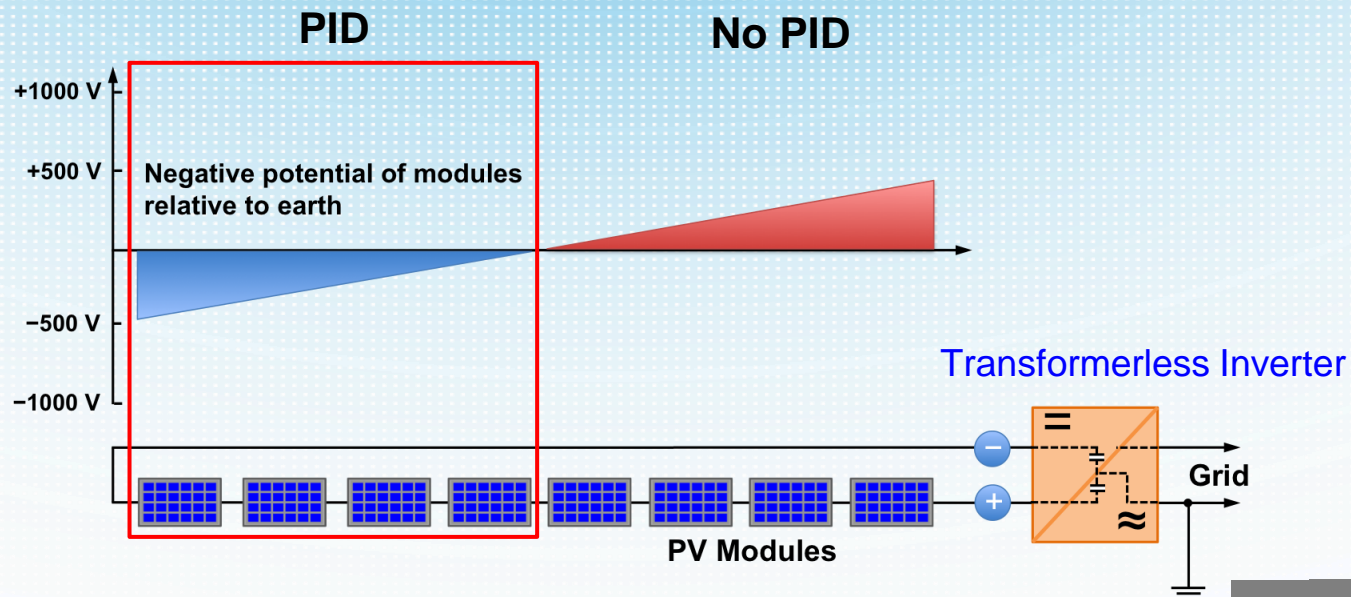 PID
No PID
+1000 V
+500 V
Negative potential of modules
relative to earth
−500 V
−1000 V
Transformerless Inverter
=
−
Grid
+
≈
PV Modules